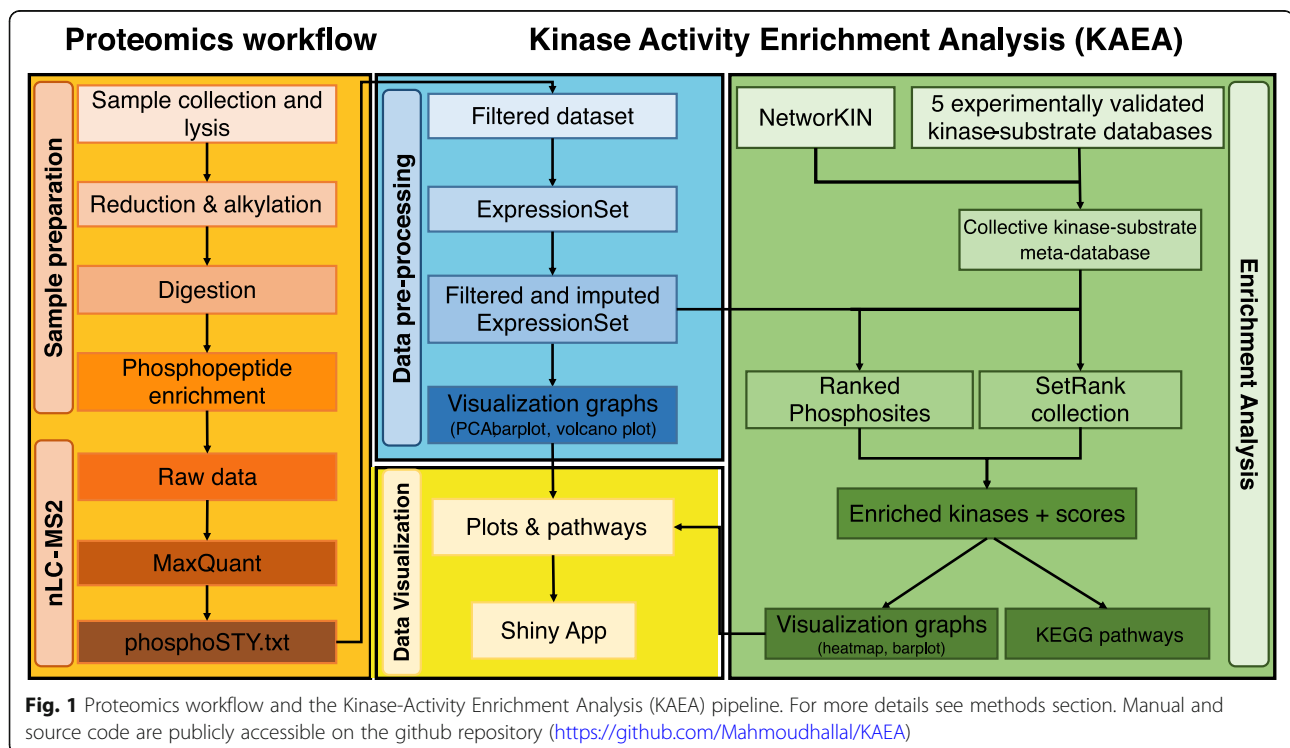 Proteomics workflow
Kinase Activity Enrichment Analysis (KAEA)
Sample preparation
Sample collection and
lysis
Reduction & alkylation
Digestion
Phosphopeptide
enrichment
nLC-MS2
Raw data
MaxQuant
phosphoSTY.txt
Data pre-processing
Filtered dataset
ExpressionSet
Filtered and imputed
ExpressionSet
Visualization graphs
(PCA,barplot, volcano plot)
Data Visualization
Plots & pathways
Shiny App
NetworKIN
5 experimentally validated
kinase-substrate databases
Collective kinase-substrate
meta-database
Ranked
Phosphosites
SetRank
collection
Enriched kinases + scores
Visualization graphs
(heatmap, barplot)
KEGG pathways
Enrichment Analysis
Fig. 1 Proteomics workflow and the Kinase-Activity Enrichment Analysis (KAEA) pipeline. For more details see methods section. Manual and
source code are publicly accessible on the github repository (https://github.com/Mahmoudhallal/KAEA)